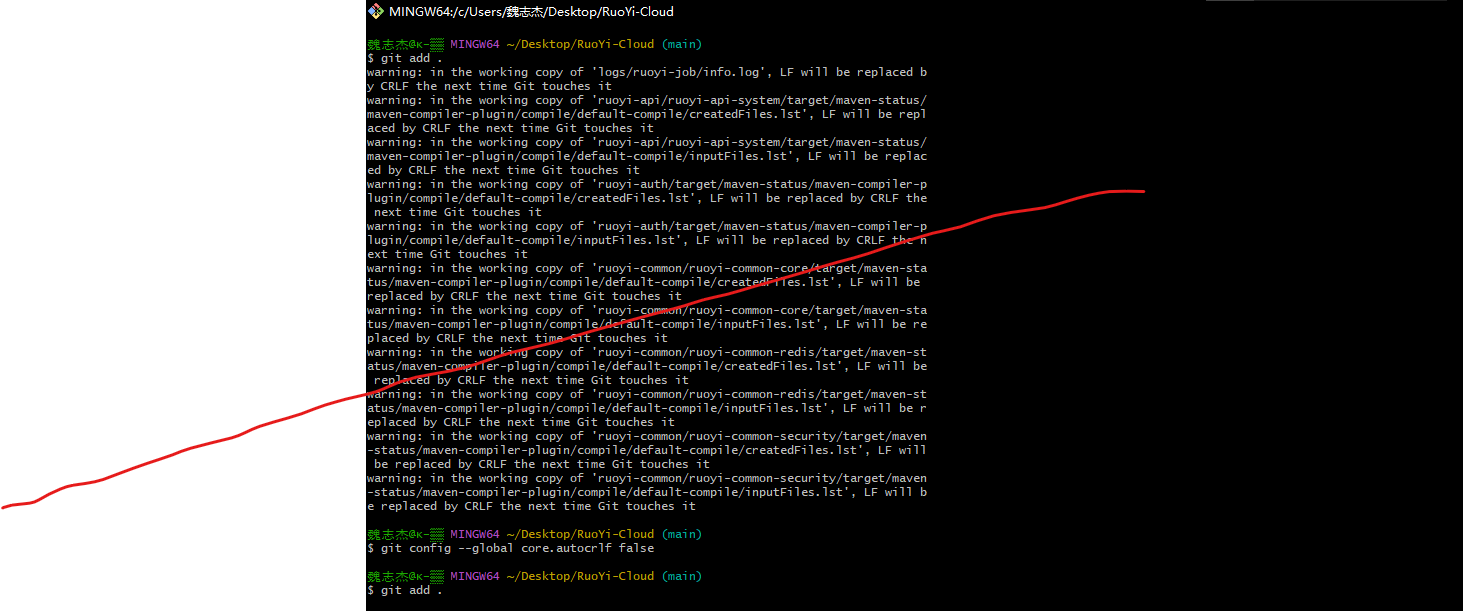 MINGW64:/c/Users/魏志杰/Desktop/RuoYi-Cloud
魏志杰@K-▒▒ MINGW64 ~/Desktop/RuoYi-Cloud (main)
$ git add .
warning: in the working copy of 'logs/ruoyi-job/info.log', LF will be replaced b
y CRLF the next time Git touches it
warning: in the working copy of 'ruoyi-api/ruoyi-api-system/target/maven-status/
maven-compiler-plugin/compile/default-compile/createdFiles.lst', LF will be repl
aced by CRLF the next time Git touches it
warning: in the working copy of 'ruoyi-api/ruoyi-api-system/target/maven-status/
maven-compiler-plugin/compile/default-compile/inputFiles.lst', LF will be replac
ed by CRLF the next time Git touches it
warning: in the working copy of 'ruoyi-auth/target/maven-status/maven-compiler-p
lugin/compile/default-compile/createdFiles.lst', LF will be replaced by CRLF the
 next time Git touches it
warning: in the working copy of 'ruoyi-auth/target/maven-status/maven-compiler-p
lugin/compile/default-compile/inputFiles.lst', LF will be replaced by CRLF the n
ext time Git touches it
warning: in the working copy of 'ruoyi-common/ruoyi-common-core/target/maven-sta
tus/maven-compiler-plugin/compile/default-compile/createdFiles.lst', LF will be
replaced by CRLF the next time Git touches it
warning: in the working copy of 'ruoyi-common/ruoyi-common-core/target/maven-sta
tus/maven-compiler-plugin/compile/default-compile/inputFiles.lst', LF will be re
placed by CRLF the next time Git touches it
warning: in the working copy of 'ruoyi-common/ruoyi-common-redis/target/maven-st
atus/maven-compiler-plugin/compile/default-compile/createdFiles.lst', LF will be
 replaced by CRLF the next time Git touches it
warning: in the working copy of 'ruoyi-common/ruoyi-common-redis/target/maven-st
atus/maven-compiler-plugin/compile/default-compile/inputFiles.lst', LF will be r
eplaced by CRLF the next time Git touches it
warning: in the working copy of 'ruoyi-common/ruoyi-common-security/target/maven
-status/maven-compiler-plugin/compile/default-compile/createdFiles.lst', LF will
 be replaced by CRLF the next time Git touches it
warning: in the working copy of 'ruoyi-common/ruoyi-common-security/target/maven
-status/maven-compiler-plugin/compile/default-compile/inputFiles.lst', LF will b
e replaced by CRLF the next time Git touches it
魏志杰@K-▒▒ MINGW64 ~/Desktop/RuoYi-Cloud (main)
$ git config --global core.autocrlf false
魏志杰@K-▒▒ MINGW64 ~/Desktop/RuoYi-Cloud (main)
$ git add .